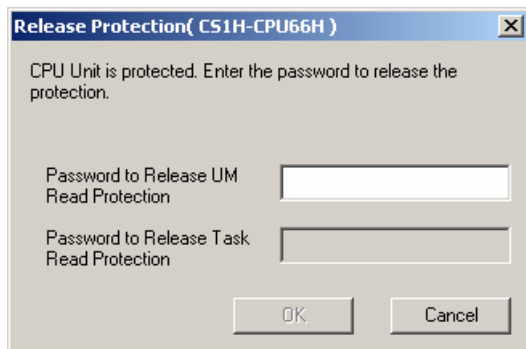 Release Protection( CS1H-CPU66H )
CPU Unit is protected. Enter the password to release the
protection.
Password to Release UM
Read Protection
Password to Release Task
Read Protection
OK
Cancel